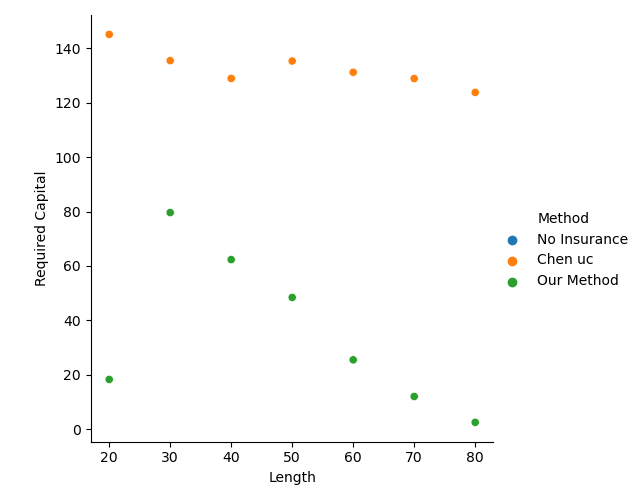 140
120
100
80
60
40
20
0
Required Capital
20 30 40 50 60 70 80
Length
Method
No Insurance
Chen uc
Our Method